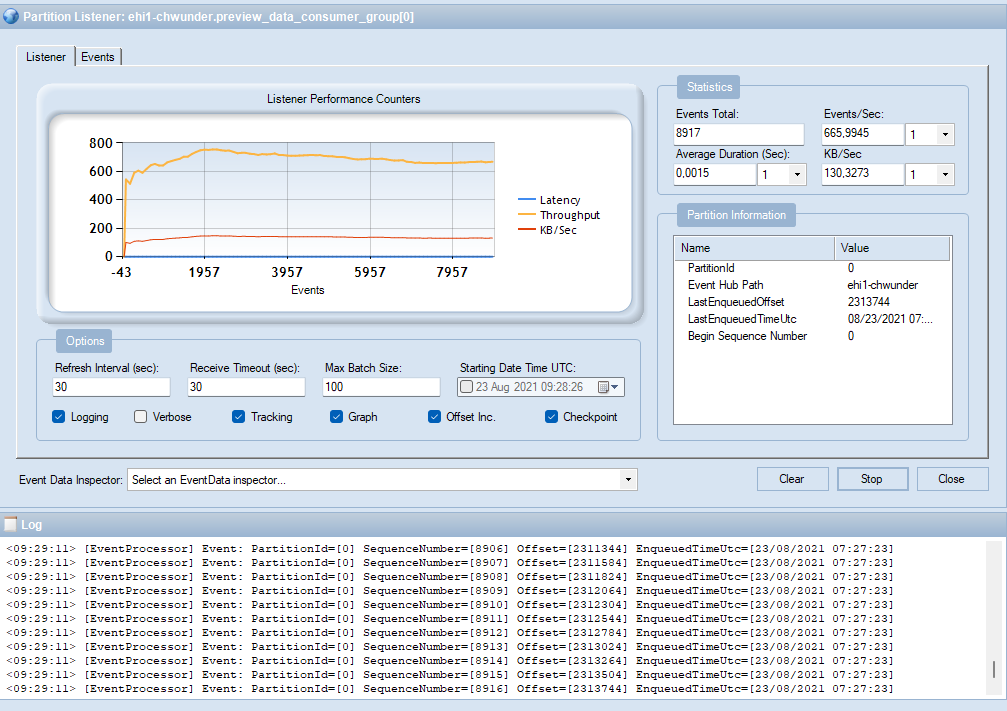 Partition Listener: ehi1-chwunder.preview_data_consumer_group[0]
Listener Events
Listener Performance Counters
800
600
400
200
0
-43 1957 3957 5957 7957
Events
Latency
Throughput
KB/Sec
Statistics
Events Total: Events/Sec:
8917 665,9945 1
Average Duration (Sec): KB/Sec
0,0015 1 130,3273 1
Partition Information
Name Value
PartitionId 0
Event Hub Path ehi1-chwunder
LastEnqueuedOffset 2313744
LastEnqueuedTimeUtc 08/23/2021 07:...
Begin Sequence Number 0
Options
Refresh Interval (sec): Receive Timeout (sec): Max Batch Size: Starting Date Time UTC:
30 30 100 23 Aug 2021 09:28:26
Logging Verbose Tracking Graph Offset Inc. Checkpoint
Event Data Inspector: Select an EventData inspector... Clear Stop Close
Log
<09:29:11> [EventProcessor] Event: PartitionId=[0] SequenceNumber=[8906] Offset=[2311344] EnqueuedTimeUtc=[23/08/2021 07:27:23]
<09:29:11> [EventProcessor] Event: PartitionId=[0] SequenceNumber=[8907] Offset=[2311584] EnqueuedTimeUtc=[23/08/2021 07:27:23]
<09:29:11> [EventProcessor] Event: PartitionId=[0] SequenceNumber=[8908] Offset=[2311824] EnqueuedTimeUtc=[23/08/2021 07:27:23]
<09:29:11> [EventProcessor] Event: PartitionId=[0] SequenceNumber=[8909] Offset=[2312064] EnqueuedTimeUtc=[23/08/2021 07:27:23]
<09:29:11> [EventProcessor] Event: PartitionId=[0] SequenceNumber=[8910] Offset=[2312304] EnqueuedTimeUtc=[23/08/2021 07:27:23]
<09:29:11> [EventProcessor] Event: PartitionId=[0] SequenceNumber=[8911] Offset=[2312544] EnqueuedTimeUtc=[23/08/2021 07:27:23]
<09:29:11> [EventProcessor] Event: PartitionId=[0] SequenceNumber=[8912] Offset=[2312784] EnqueuedTimeUtc=[23/08/2021 07:27:23]
<09:29:11> [EventProcessor] Event: PartitionId=[0] SequenceNumber=[8913] Offset=[2313024] EnqueuedTimeUtc=[23/08/2021 07:27:23]
<09:29:11> [EventProcessor] Event: PartitionId=[0] SequenceNumber=[8914] Offset=[2313264] EnqueuedTimeUtc=[23/08/2021 07:27:23]
<09:29:11> [EventProcessor] Event: PartitionId=[0] SequenceNumber=[8915] Offset=[2313504] EnqueuedTimeUtc=[23/08/2021 07:27:23]
<09:29:11> [EventProcessor] Event: PartitionId=[0] SequenceNumber=[8916] Offset=[2313744] EnqueuedTimeUtc=[23/08/2021 07:27:23]